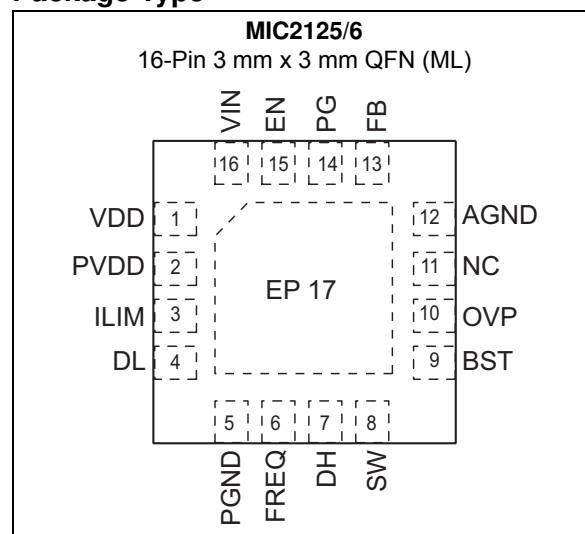 MIC2125/6
16-Pin 3 mm x 3 mm QFN (ML)
VIN EN PG FB
16 15 14 13
VDD 1
12 AGND
PVDD 2
11 NC
EP 17
ILIM 3
10 OVP
DL 4
9 BST
5 6 7 8
PGND FREQ DH SW